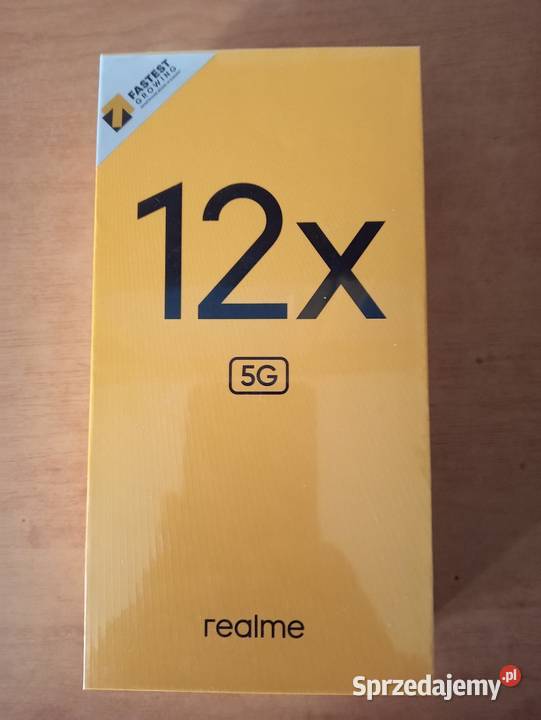 FASTEST
GROWING
12x
5G
realme
Sprzedajemy.pl